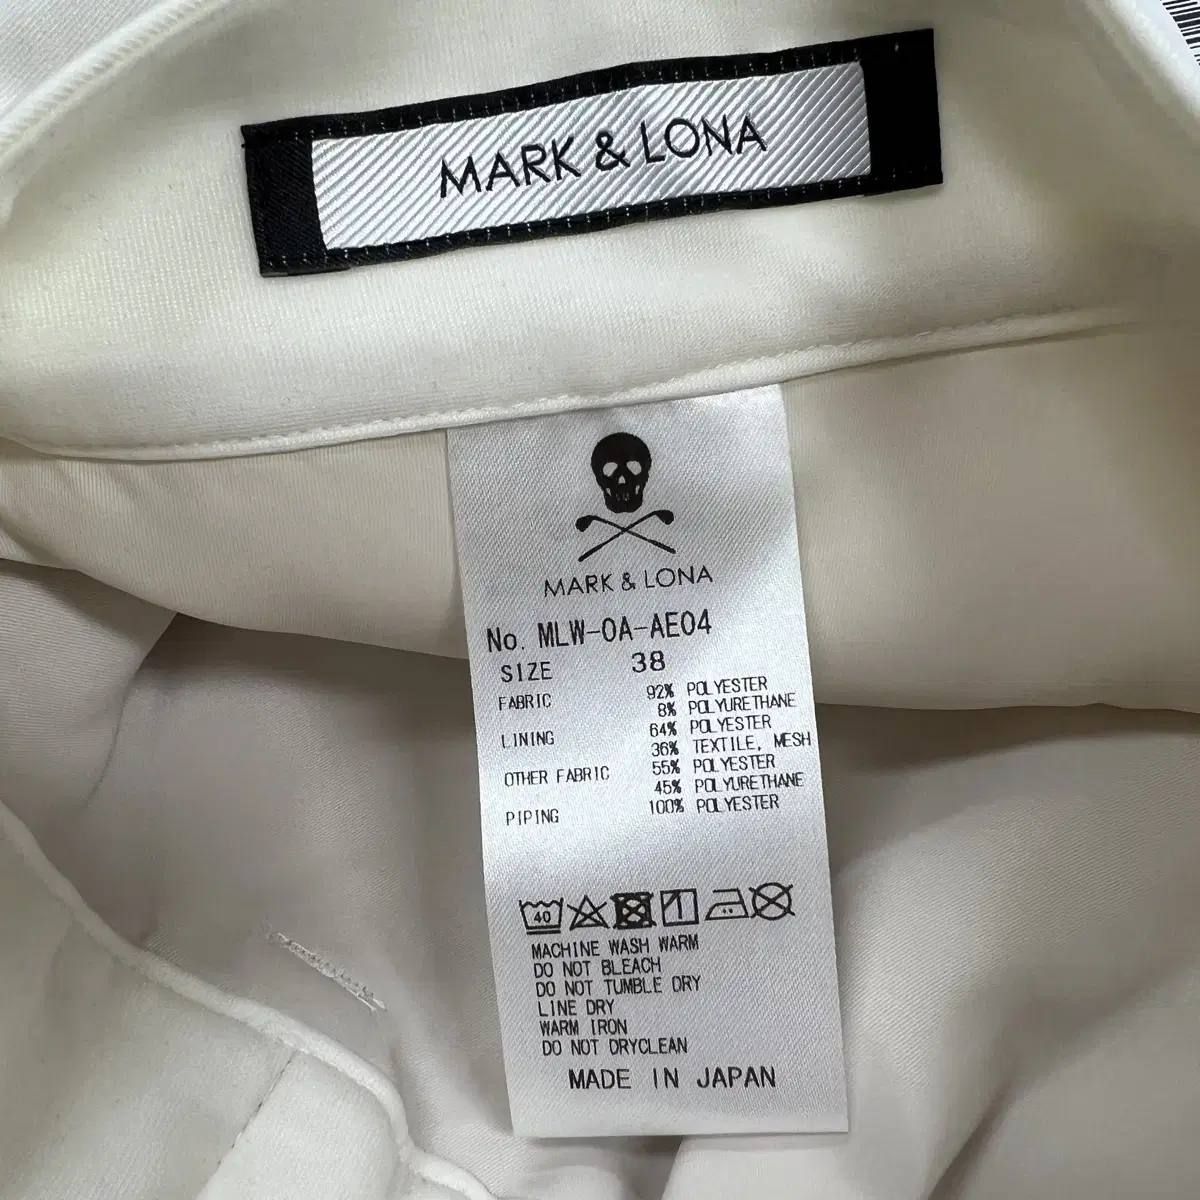 MARK & LONA
MARK & LONA
No. MLW-0A-AE04
SIZE 38
FABRIC 92% POLYESTER
8% POLYURETHANE
LINING 64% POLYESTER
36% TEXTILE, MESH
OTHER FABRIC 55% POLYESTER
45% POLYURETHANE
PIPING 100% POLYESTER
40
MACHINE WASH WARM
DO NOT BLEACH
DO NOT TUMBLE DRY
LINE DRY
WARM IRON
DO NOT DRYCLEAN
MADE IN JAPAN